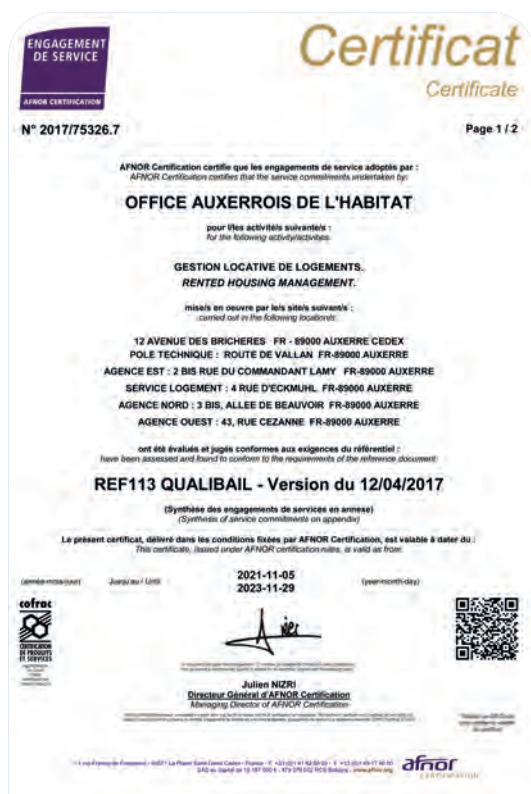 ENGAGEMENT
DE SERVICE
AFNOR CERTIFICATION
Certificat
Certificate
N° 2017/75326.7
Page 1 / 2
AFNOR Certification certifie que les engagements de service adoptés par :
AFNOR Certification certifies that the service commitments undertaken by:
OFFICE AUXERROIS DE L'HABITAT
pour l/les activité/s suivante/s :
for the following activity/activities:
GESTION LOCATIVE DE LOGEMENTS.
RENTED HOUSING MANAGEMENT.
mise/s en oeuvre par le/s site/s suivant/s :
carried out in the following location/s:
12 AVENUE DES BRICHERES FR - 89000 AUXERRE CEDEX
POLE TECHNIQUE : ROUTE DE VALLAN FR-89000 AUXERRE
AGENCE EST : 2 BIS RUE DU COMMANDANT LAMY FR-89000 AUXERRE
SERVICE LOGEMENT : 4 RUE D'ECKMUHL FR-89000 AUXERRE
AGENCE NORD : 3 BIS, ALLEE DE BEAUVOIR FR-89000 AUXERRE
AGENCE OUEST : 43, RUE CEZANNE FR-89000 AUXERRE
ont été évalués et jugés conformes aux exigences du référentiel :
have been assessed and found to conform to the requirements of the reference document:
REF113 QUALIBAIL - Version du 12/04/2017
(Synthèse des engagements de services en annexe)
(Synthesis of service commitments on appendix)
Le présent certificat, délivré dans les conditions fixées par AFNOR Certification, est valable à dater du :
This certificate, issued under AFNOR certification rules, is valid as from:
2021-11-05
(année-mois-jour) Jusqu'au / Until 2023-11-29 (year-month-day)
cofrac
CERTIFICATION
DE PRODUITS
ET SERVICES
Julien NIZRI
Directeur Général d'AFNOR Certification
Managing Director of AFNOR Certification
afnor
CERTIFICATION